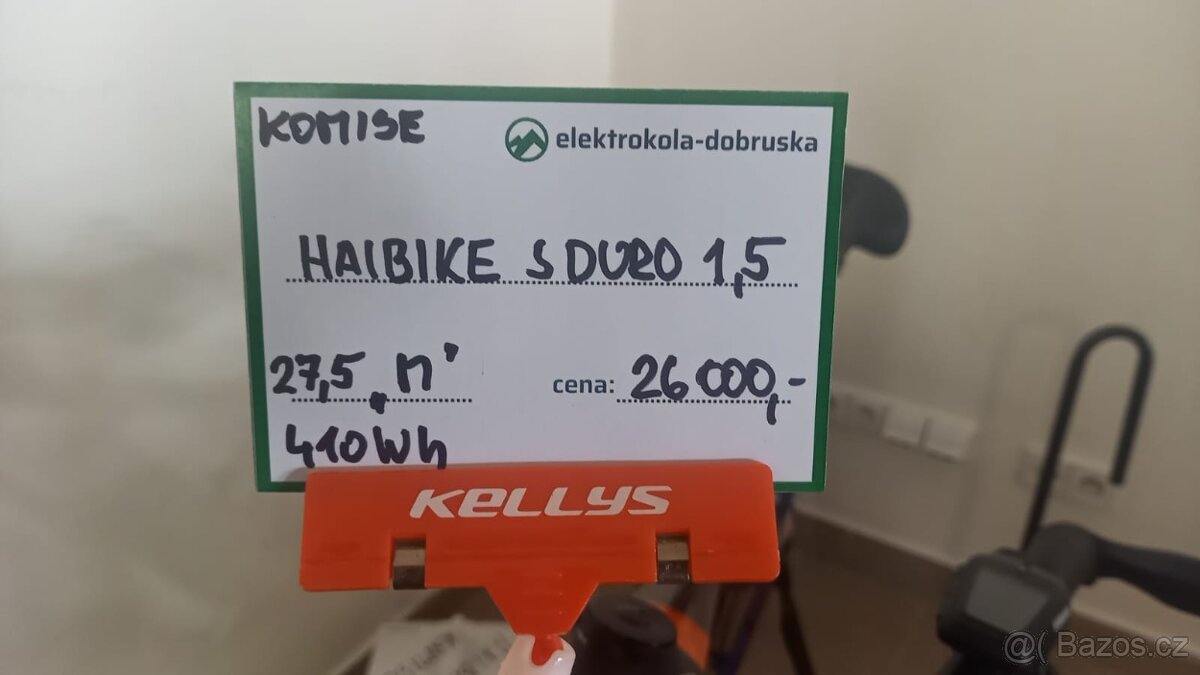 KOMISE
elektrokola-dobruska
HAIBIKE SDURO 1,5
27,5 „M"
cena: 26 000,-
410Wh
KELLYS
@( Bazos.cz